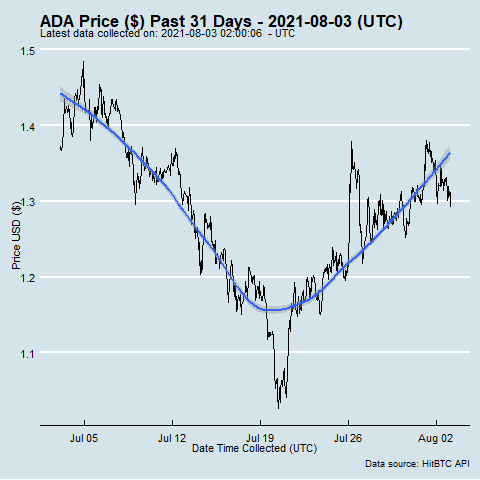 ADA Price ($) Past 31 Days - 2021-08-03 (UTC)
Latest data collected on: 2021-08-03 02:00:06 - UTC
1.5
1.4
1.3
1.2
1.1
Price USD ($)
Jul 05 Jul 12 Jul 19 Jul 26 Aug 02
Date Time Collected (UTC)
Data source: HitBTC API